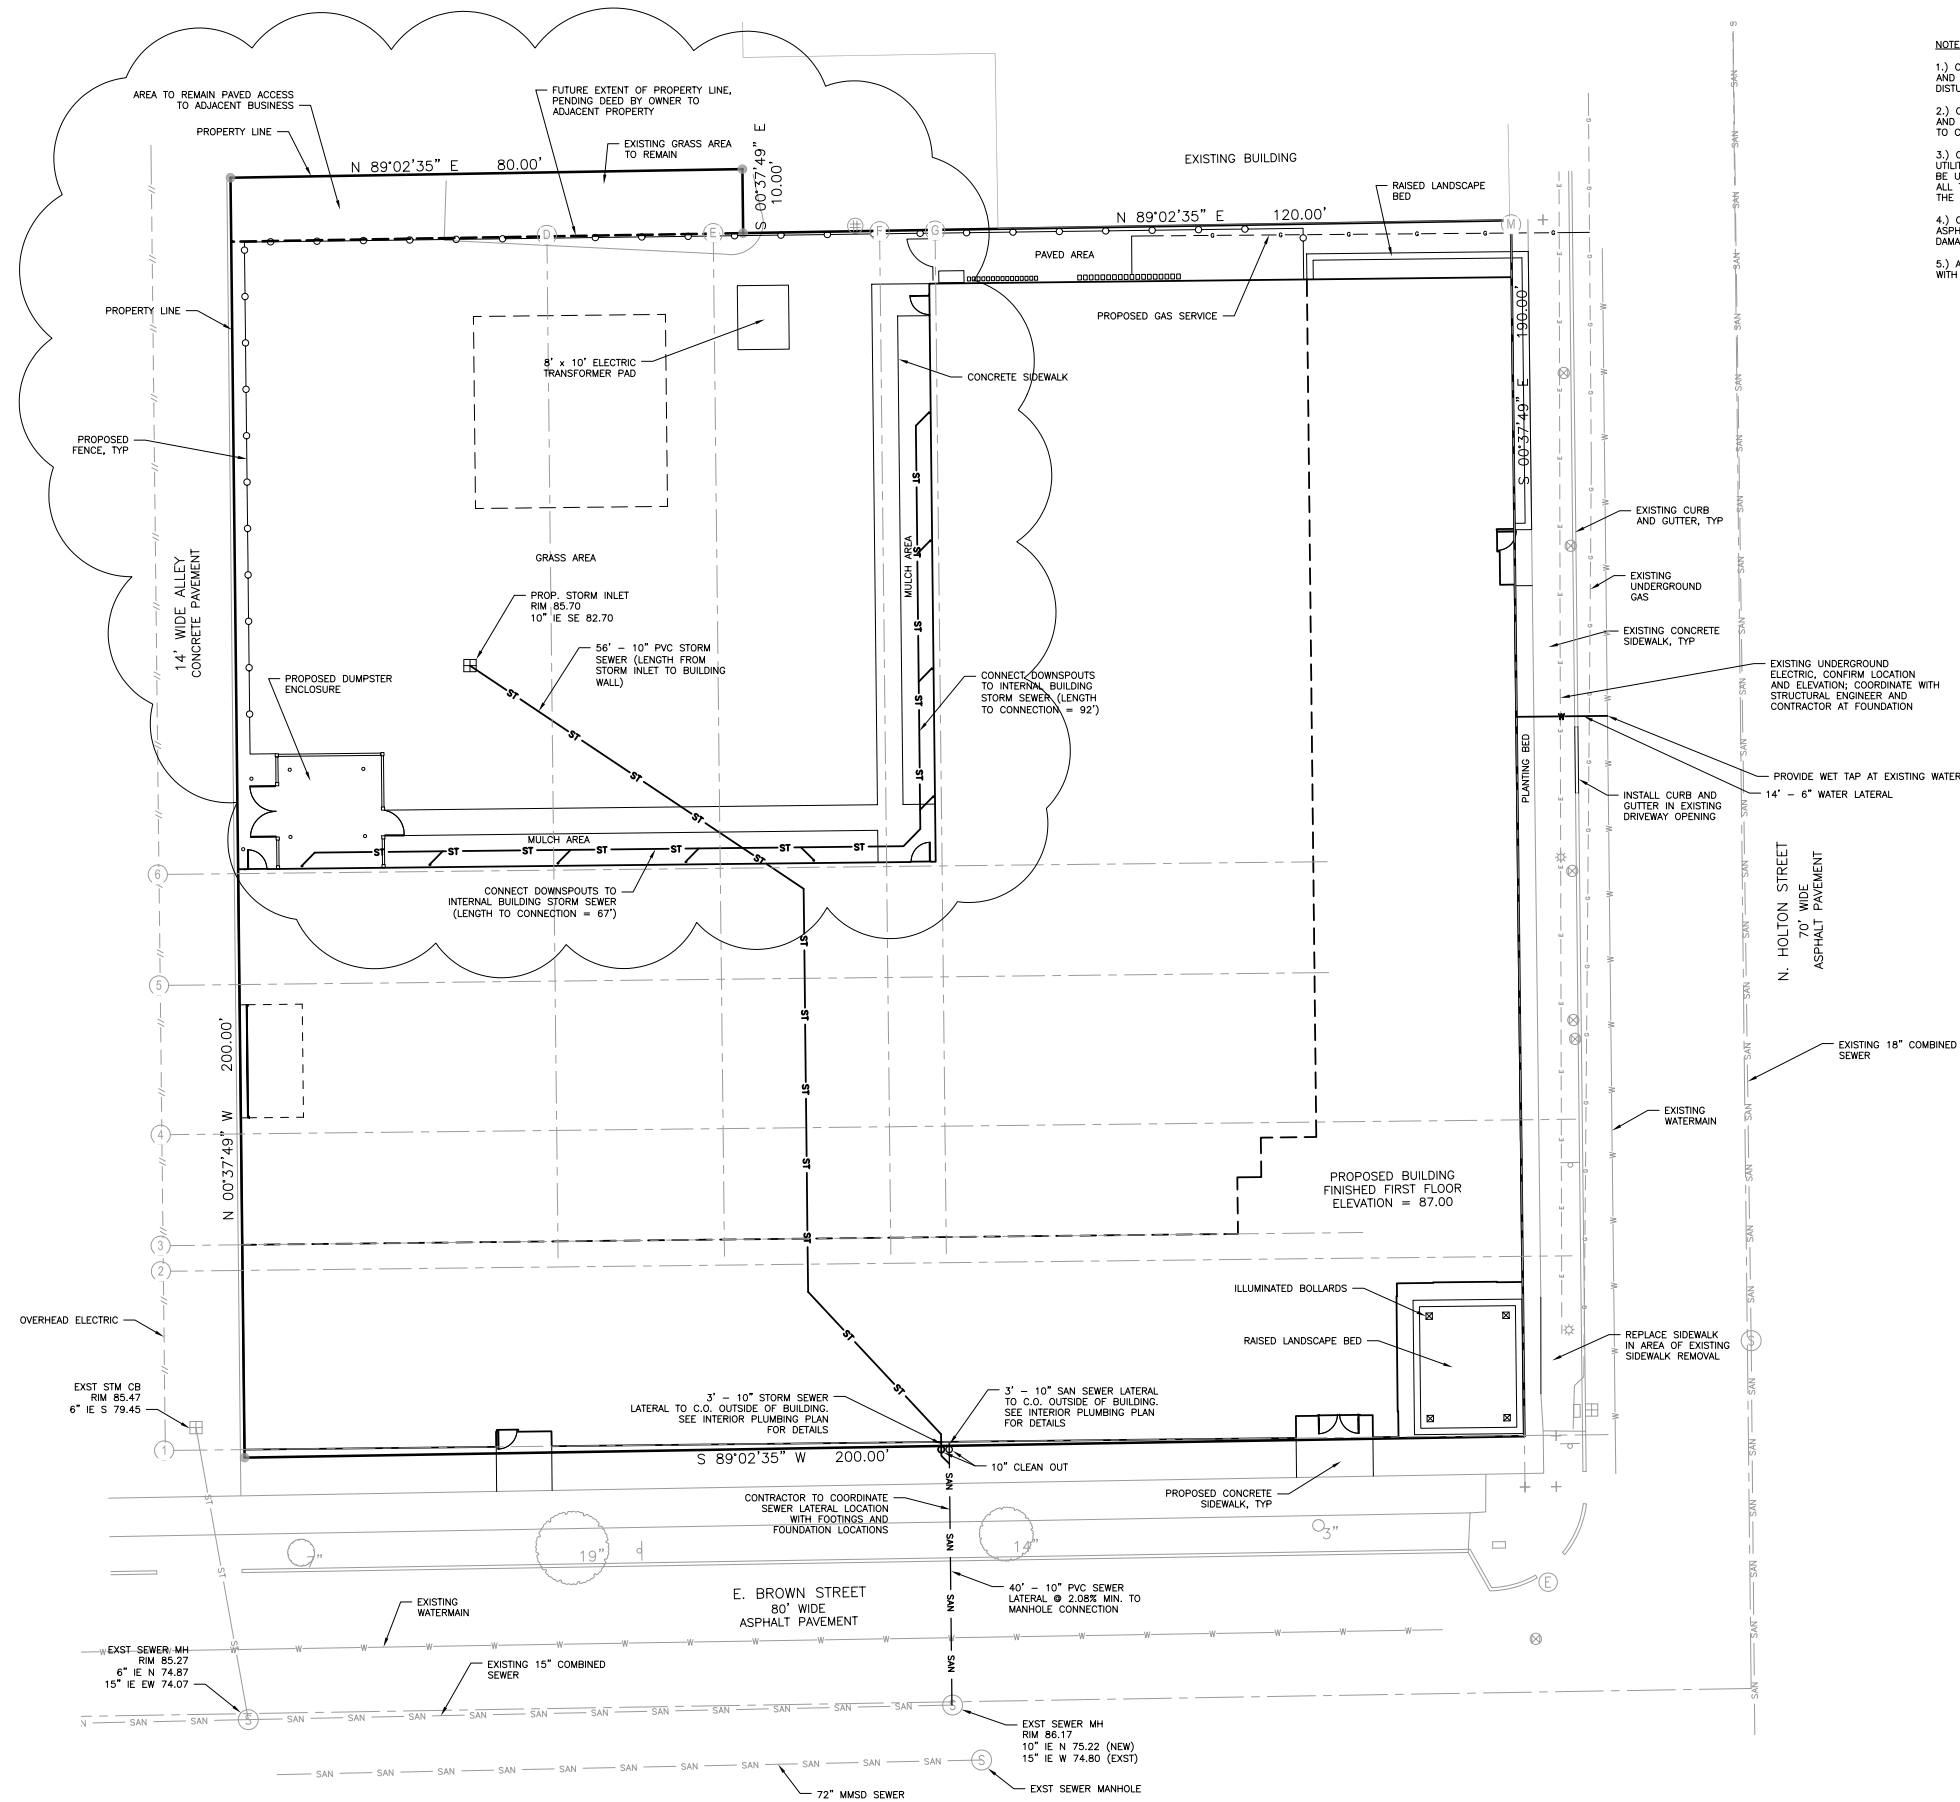 NOTE
1.) C
AND
DISTU
2.) C
AND
TO C
3.) C
UTILI
BE U
ALL
THE
4.) C
ASPH
DAMA
5.) A
WITH
AREA TO REMAIN PAVED ACCESS
TO ADJACENT BUSINESS
PROPERTY LINE
FUTURE EXTENT OF PROPERTY LINE,
PENDING DEED BY OWNER TO
ADJACENT PROPERTY
EXISTING GRASS AREA
TO REMAIN
N 89°02'35" E 80.00'
S 00°37'49" E
10.00'
EXISTING BUILDING
RAISED LANDSCAPE
BED
N 89°02'35" E 120.00'
D
E
F
G
M
PAVED AREA
PROPERTY LINE
8' x 10' ELECTRIC
TRANSFORMER PAD
PROPOSED GAS SERVICE
CONCRETE SIDEWALK
S 00°37'49" E 190.00'
PROPOSED
FENCE, TYP
EXISTING CURB
AND GUTTER, TYP
GRASS AREA
MULCH AREA
14' WIDE ALLEY
CONCRETE PAVEMENT
PROP. STORM INLET
RIM 85.70
10" IE SE 82.70
EXISTING
UNDERGROUND
GAS
56' - 10" PVC STORM
SEWER (LENGTH FROM
STORM INLET TO BUILDING
WALL)
EXISTING CONCRETE
SIDEWALK, TYP
PROPOSED DUMPSTER
ENCLOSURE
CONNECT DOWNSPOUTS
TO INTERNAL BUILDING
STORM SEWER (LENGTH
TO CONNECTION = 92')
EXISTING UNDERGROUND
ELECTRIC, CONFIRM LOCATION
AND ELEVATION; COORDINATE WITH
STRUCTURAL ENGINEER AND
CONTRACTOR AT FOUNDATION
PLANTING BED
PROVIDE WET TAP AT EXISTING WATER
14' - 6" WATER LATERAL
INSTALL CURB AND
GUTTER IN EXISTING
DRIVEWAY OPENING
MULCH AREA
6
CONNECT DOWNSPOUTS TO
INTERNAL BUILDING STORM SEWER
(LENGTH TO CONNECTION = 67')
N. HOLTON STREET
70' WIDE
ASPHALT PAVEMENT
5
N 00°37'49" W 200.00'
EXISTING 18" COMBINED
SEWER
4
EXISTING
WATERMAIN
PROPOSED BUILDING
FINISHED FIRST FLOOR
ELEVATION = 87.00
3
2
ILLUMINATED BOLLARDS
OVERHEAD ELECTRIC
RAISED LANDSCAPE BED
REPLACE SIDEWALK
IN AREA OF EXISTING
SIDEWALK REMOVAL
EXST STM CB
RIM 85.47
6" IE S 79.45
3' - 10" STORM SEWER
LATERAL TO C.O. OUTSIDE OF BUILDING.
SEE INTERIOR PLUMBING PLAN
FOR DETAILS
3' - 10" SAN SEWER LATERAL
TO C.O. OUTSIDE OF BUILDING.
SEE INTERIOR PLUMBING PLAN
FOR DETAILS
1
S 89°02'35" W 200.00'
10" CLEAN OUT
CONTRACTOR TO COORDINATE
SEWER LATERAL LOCATION
WITH FOOTINGS AND
FOUNDATION LOCATIONS
PROPOSED CONCRETE
SIDEWALK, TYP
7"
19"
14"
3"
E. BROWN STREET
80' WIDE
ASPHALT PAVEMENT
40' - 10" PVC SEWER
LATERAL @ 2.08% MIN. TO
MANHOLE CONNECTION
E
EXISTING
WATERMAIN
EXST SEWER MH
RIM 85.27
6" IE N 74.87
15" IE EW 74.07
EXISTING 15" COMBINED
SEWER
EXST SEWER MH
RIM 86.17
10" IE N 75.22 (NEW)
15" IE W 74.80 (EXST)
EXST SEWER MANHOLE
72" MMSD SEWER